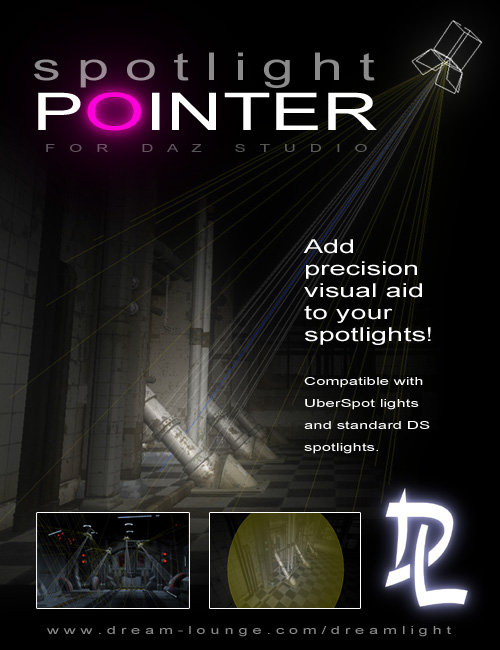 spotlight
POINTER
FOR DAZ STUDIO
Add
precision
visual aid
to your
spotlights!
Compatible with
UberSpot lights
and standard DS
spotlights.
DL
www.dream-lounge.com/dreamlight